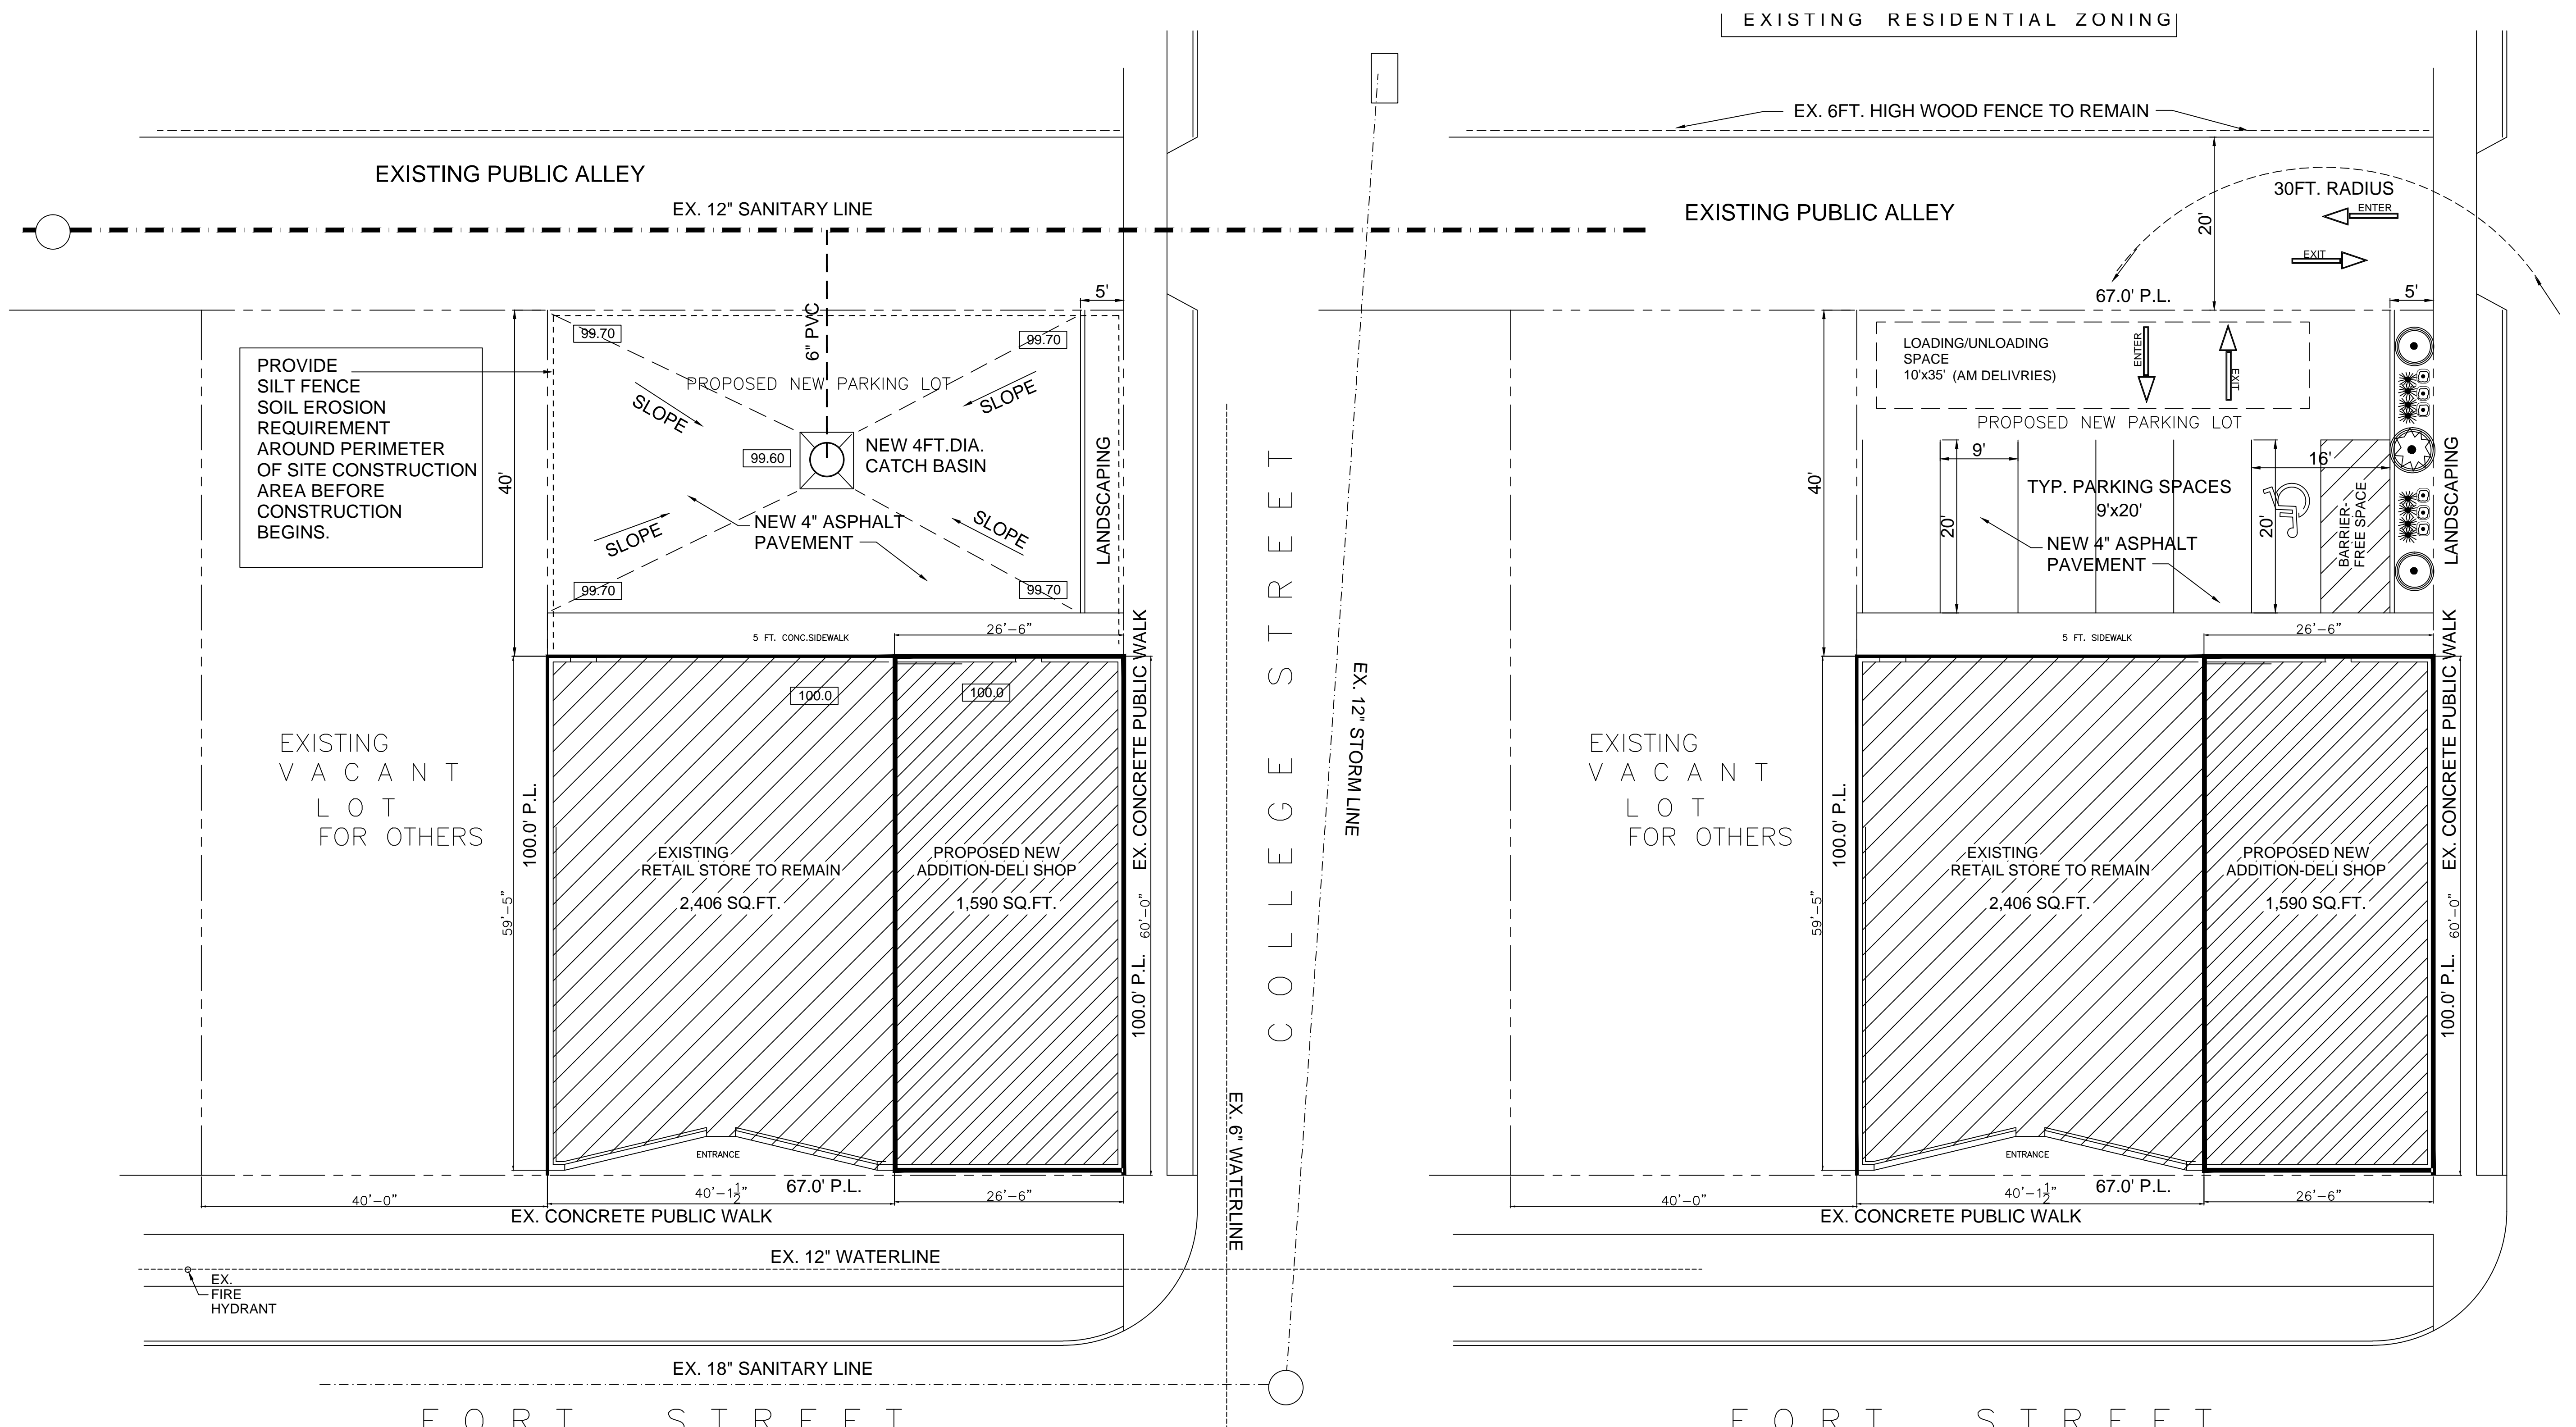 EXISTING RESIDENTIAL ZONING
EX. 6FT. HIGH WOOD FENCE TO REMAIN
EXISTING PUBLIC ALLEY
EX. 12" SANITARY LINE
6" PVC
5'
99.70
99.70
PROVIDE
SILT FENCE
SOIL EROSION
REQUIREMENT
AROUND PERIMETER
OF SITE CONSTRUCTION
AREA BEFORE
CONSTRUCTION
BEGINS.
40'
PROPOSED NEW PARKING LOT
SLOPE
SLOPE
99.60
NEW 4FT.DIA.
CATCH BASIN
LANDSCAPING
NEW 4" ASPHALT
PAVEMENT
SLOPE
SLOPE
99.70
99.70
5 FT. CONC.SIDEWALK
26'-6"
100.0
100.0
EX. CONCRETE PUBLIC WALK
EXISTING
VACANT
LOT
FOR OTHERS
100.0' P.L.
59'-5"
EXISTING
RETAIL STORE TO REMAIN
2,406 SQ.FT.
PROPOSED NEW
ADDITION-DELI SHOP
1,590 SQ.FT.
60'-0"
100.0' P.L.
ENTRANCE
40'-0"
40'-1 1/2"
67.0' P.L.
26'-6"
EX. CONCRETE PUBLIC WALK
EX. 12" WATERLINE
EX.
FIRE
HYDRANT
EX. 18" SANITARY LINE
FORT STREET
COLLEGE STREET
EX. 12" STORM LINE
EX. 6" WATERLINE
EXISTING PUBLIC ALLEY
20'
30FT. RADIUS
ENTER
EXIT
67.0' P.L.
5'
LOADING/UNLOADING
SPACE
10'x35' (AM DELIVRIES)
ENTER
EXIT
PROPOSED NEW PARKING LOT
40'
9'
16'
TYP. PARKING SPACES
9'x20'
20'
20'
BARRIER-
FREE SPACE
LANDSCAPING
NEW 4" ASPHALT
PAVEMENT
5 FT. SIDEWALK
26'-6"
EX. CONCRETE PUBLIC WALK
EXISTING
VACANT
LOT
FOR OTHERS
100.0' P.L.
59'-5"
EXISTING
RETAIL STORE TO REMAIN
2,406 SQ.FT.
PROPOSED NEW
ADDITION-DELI SHOP
1,590 SQ.FT.
60'-0"
100.0' P.L.
ENTRANCE
40'-0"
40'-1 1/2"
67.0' P.L.
26'-6"
EX. CONCRETE PUBLIC WALK
FORT STREET